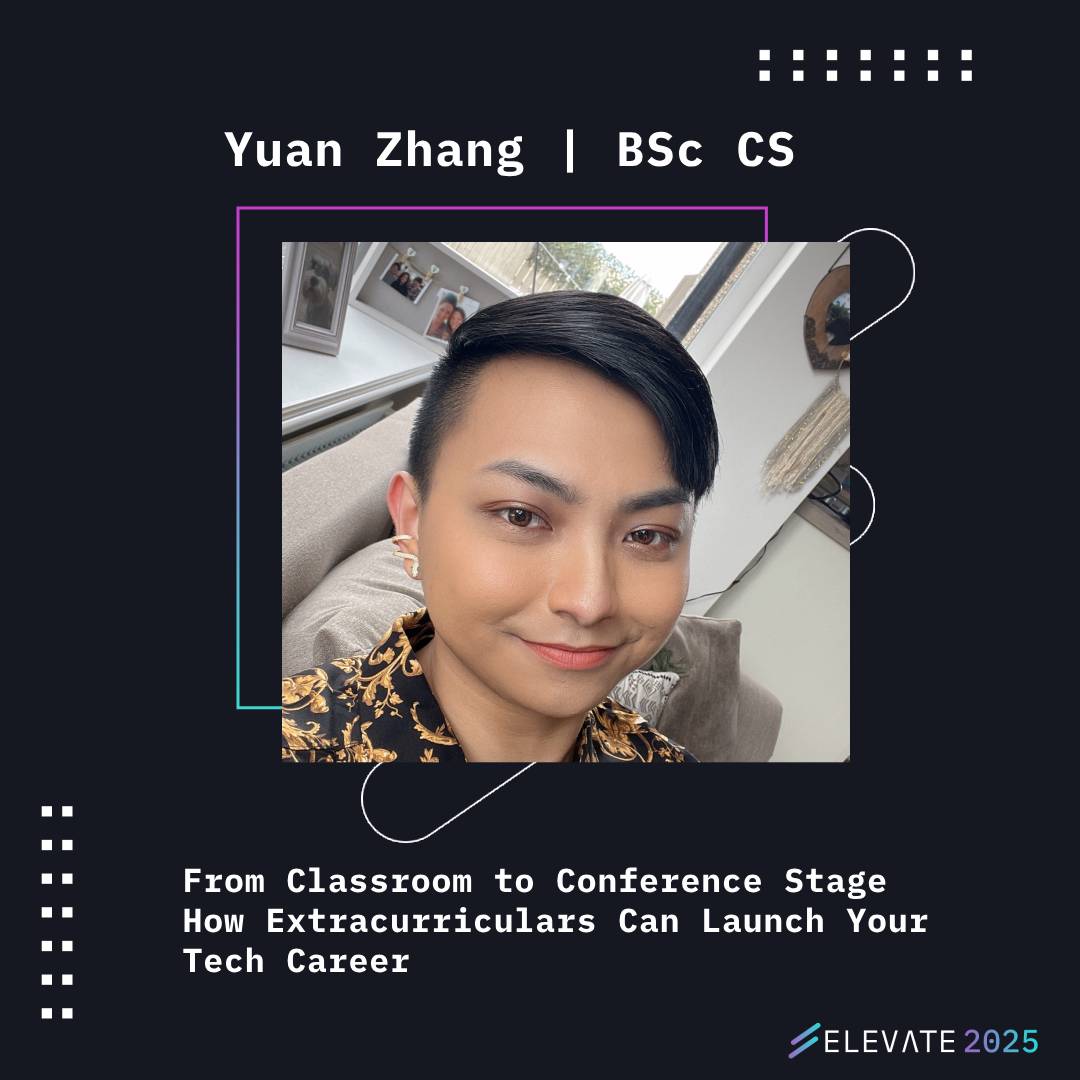 Yuan Zhang | BSc CS
From Classroom to Conference Stage
How Extracurriculars Can Launch Your
Tech Career
ELEVATE 2025